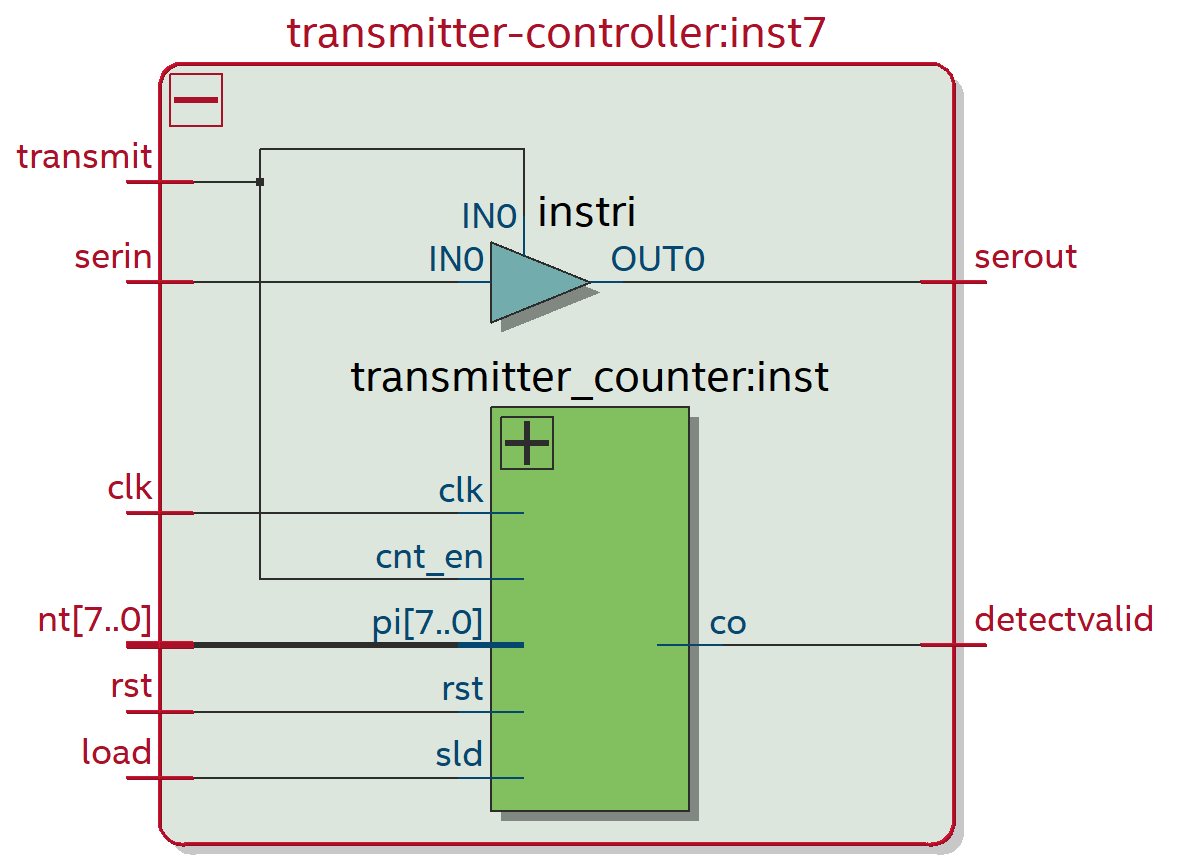 transmitter-controller:inst7
transmit
IN0
instri
serin
IN0
OUT0
serout
transmitter_counter:inst
clk
clk
cnt_en
nt[7..0]
pi[7..0]
co
detectvalid
rst
rst
load
sld